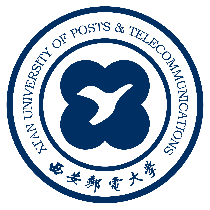 XI'AN UNIVERSITY OF POSTS & TELECOMMUNICATIONS
西安郵電大學